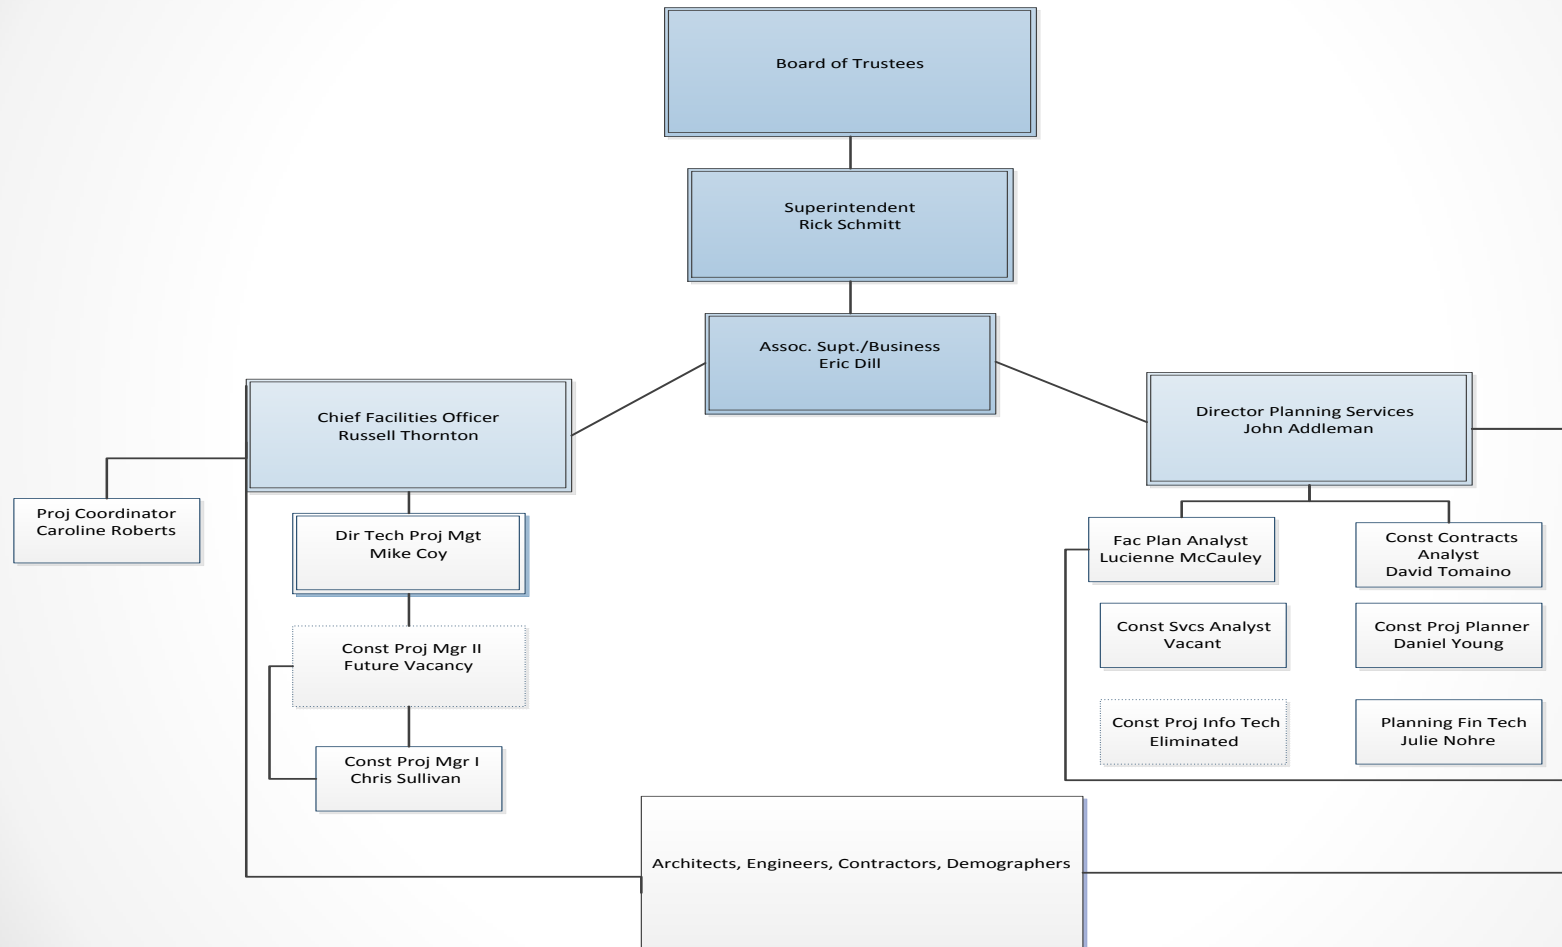 Board of Trustees
Superintendent
Rick Schmitt
Assoc. Supt./Business
Eric Dill
Chief Facilities Officer
Russell Thornton
Director Planning Services
John Addleman
Proj Coordinator
Caroline Roberts
Dir Tech Proj Mgt
Mike Coy
Fac Plan Analyst
Lucienne McCauley
Const Contracts
Analyst
David Tomaino
Const Proj Mgr II
Future Vacancy
Const Svcs Analyst
Vacant
Const Proj Planner
Daniel Young
Const Proj Mgr I
Chris Sullivan
Const Proj Info Tech
Eliminated
Planning Fin Tech
Julie Nohre
Architects, Engineers, Contractors, Demographers